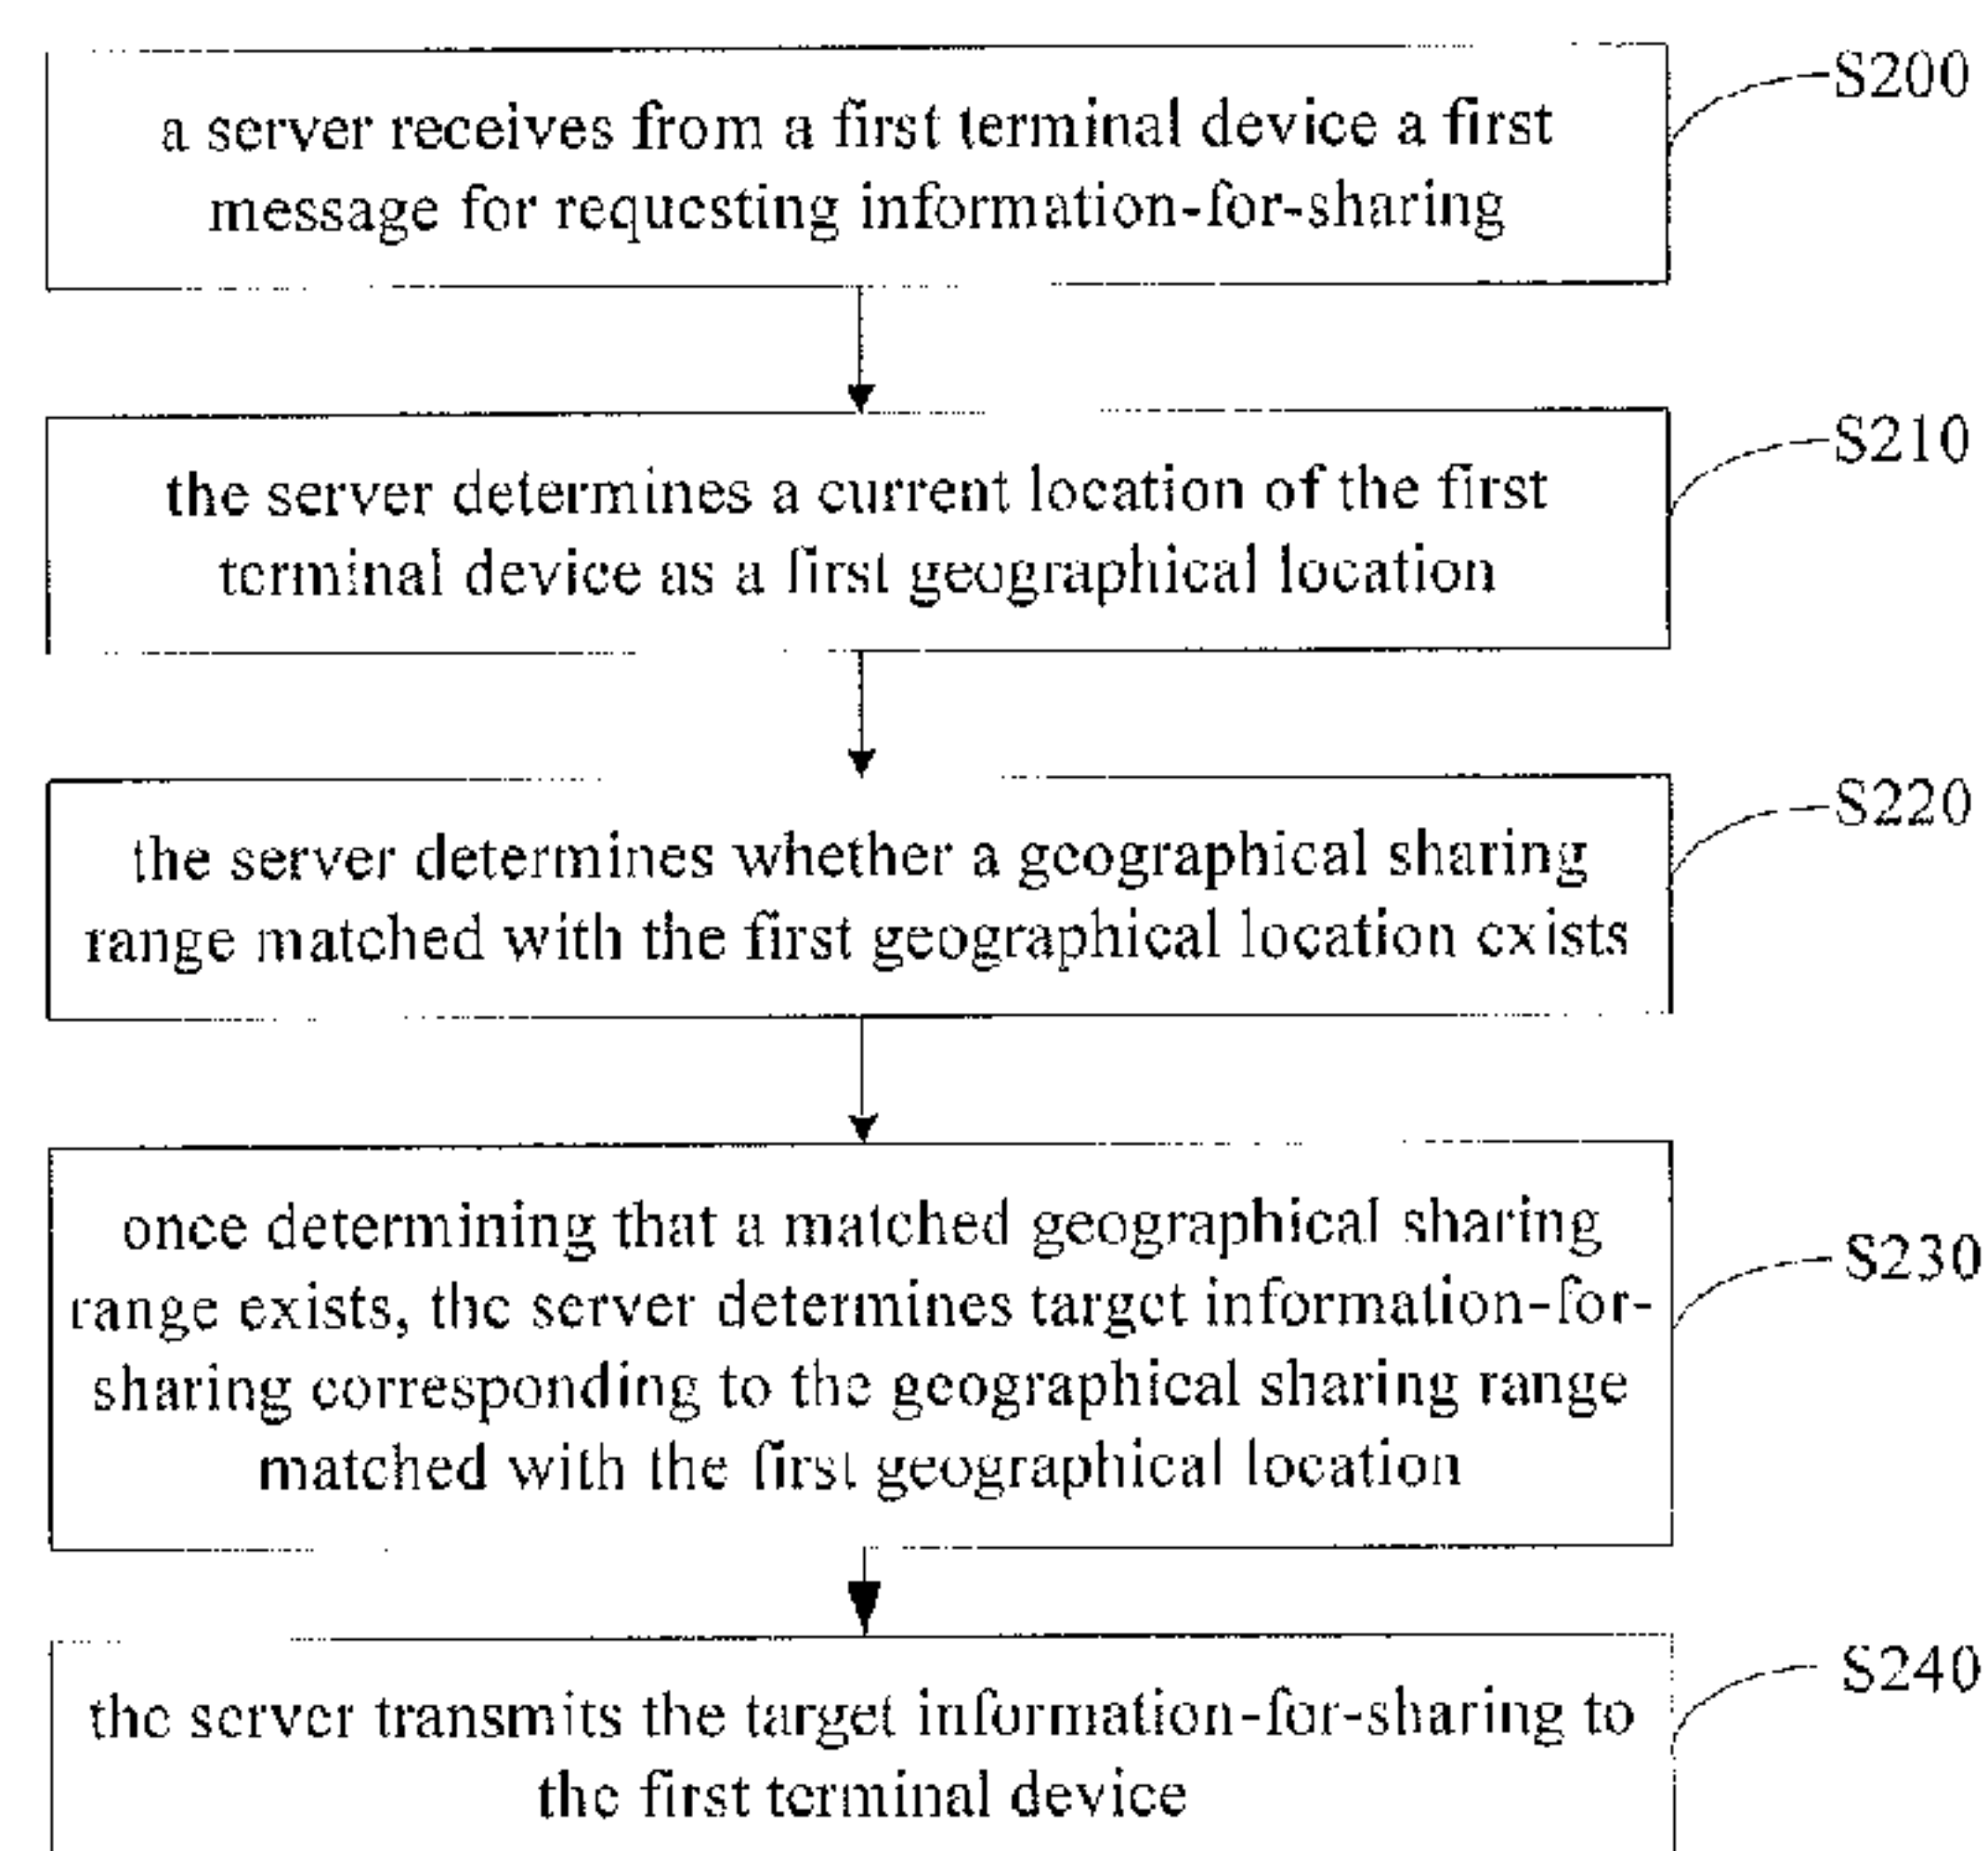 S200
a server receives from a first terminal device a first
message for requesting information-for-sharing
S210
the server determines a current location of the first
terminal device as a first geographical location
S220
the server determines whether a geographical sharing
range matched with the first geographical location exists
once determining that a matched geographical sharing
S230
range exists, the server determines target information-for-
sharing corresponding to the geographical sharing range
matched with the first geographical location
S240
the server transmits the target information-for-sharing to
the first terminal device